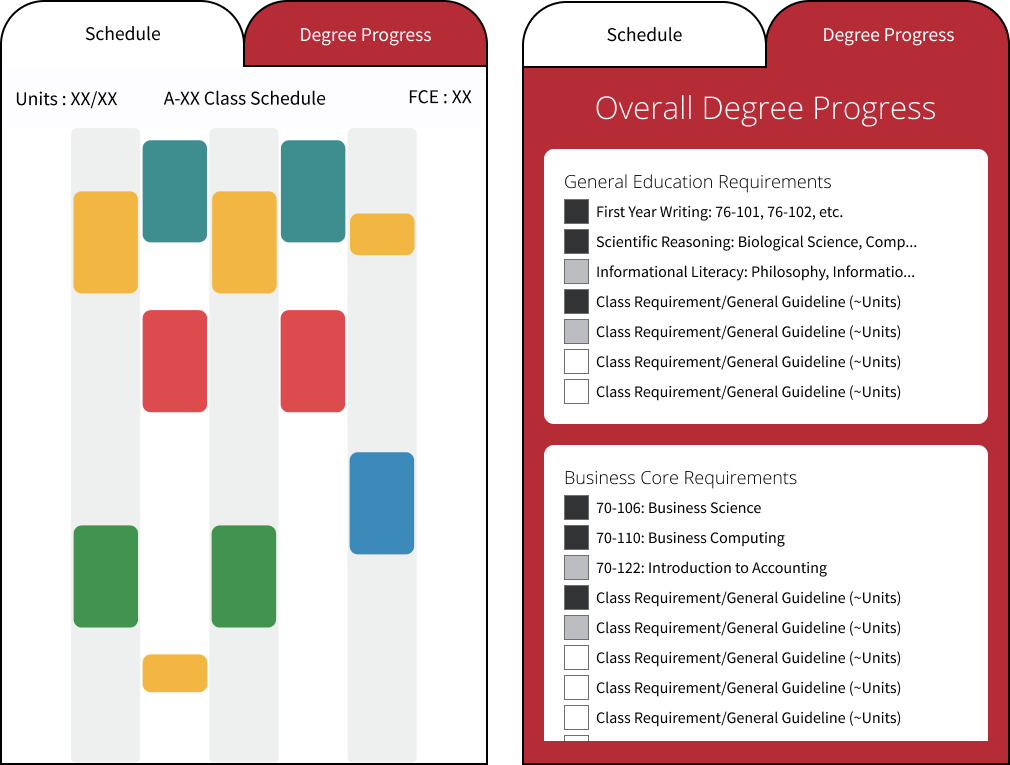 Schedule
Degree Progress
Units : XX/XX
A-XX Class Schedule
FCE : XX
Schedule
Degree Progress
Overall Degree Progress
General Education Requirements
First Year Writing: 76-101, 76-102, etc.
Scientific Reasoning: Biological Science, Comp...
Informational Literacy: Philosophy, Informatio...
Class Requirement/General Guideline (~Units)
Class Requirement/General Guideline (~Units)
Class Requirement/General Guideline (~Units)
Class Requirement/General Guideline (~Units)
Business Core Requirements
70-106: Business Science
70-110: Business Computing
70-122: Introduction to Accounting
Class Requirement/General Guideline (~Units)
Class Requirement/General Guideline (~Units)
Class Requirement/General Guideline (~Units)
Class Requirement/General Guideline (~Units)
Class Requirement/General Guideline (~Units)